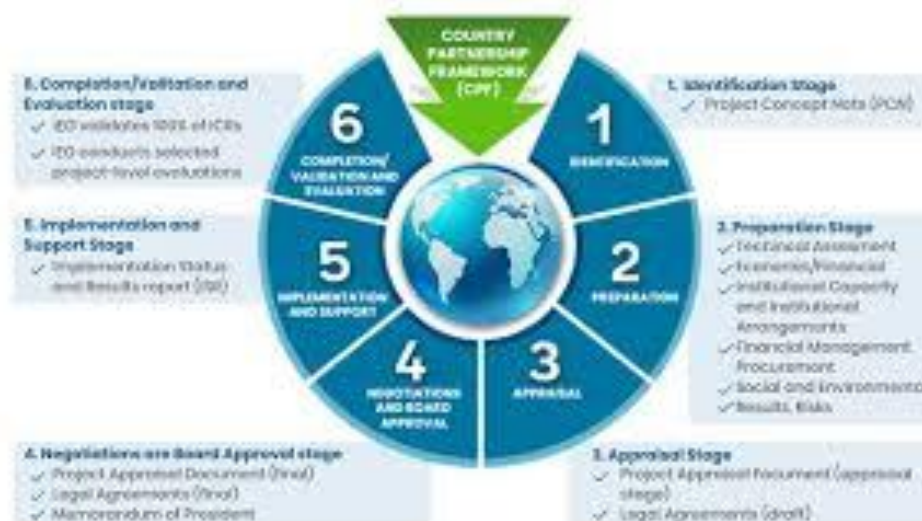 COUNTRY
PARTNERSHIP
FRAMEWORK
(CPF)
1
IDENTIFICATION
2
PREPARATION
3
APPRAISAL
4
NEGOTIATIONS
AND BOARD
APPROVAL
5
IMPLEMENTATION
AND SUPPORT
6
COMPLETION/
VALIDATION AND
EVALUATION
1. Identification Stage
✓ Project Concept Note (PCN)
2. Preparation Stage
✓ Technical Assessment
✓ Economic/Financial
✓ Institutional Capacity
and Institutional
Arrangements
✓ Financial Management
Procurement
✓ Social and Environmental
✓ Results, Risks
3. Appraisal Stage
✓ Project Appraisal (appraisal
stage)
✓ Legal Agreements (draft)
4. Negotiations are Board Approval stage
✓ Project Appraisal Document (final)
✓ Legal Agreements (final)
✓ Memorandum of President
5. Implementation and
Support Stage
✓ Implementation Status
and Results report (ISR)
Completion/Validation and
Evaluation stage
✓ IEO validates 100% of ICRs
✓ IEO conducts selected
project-level evaluations